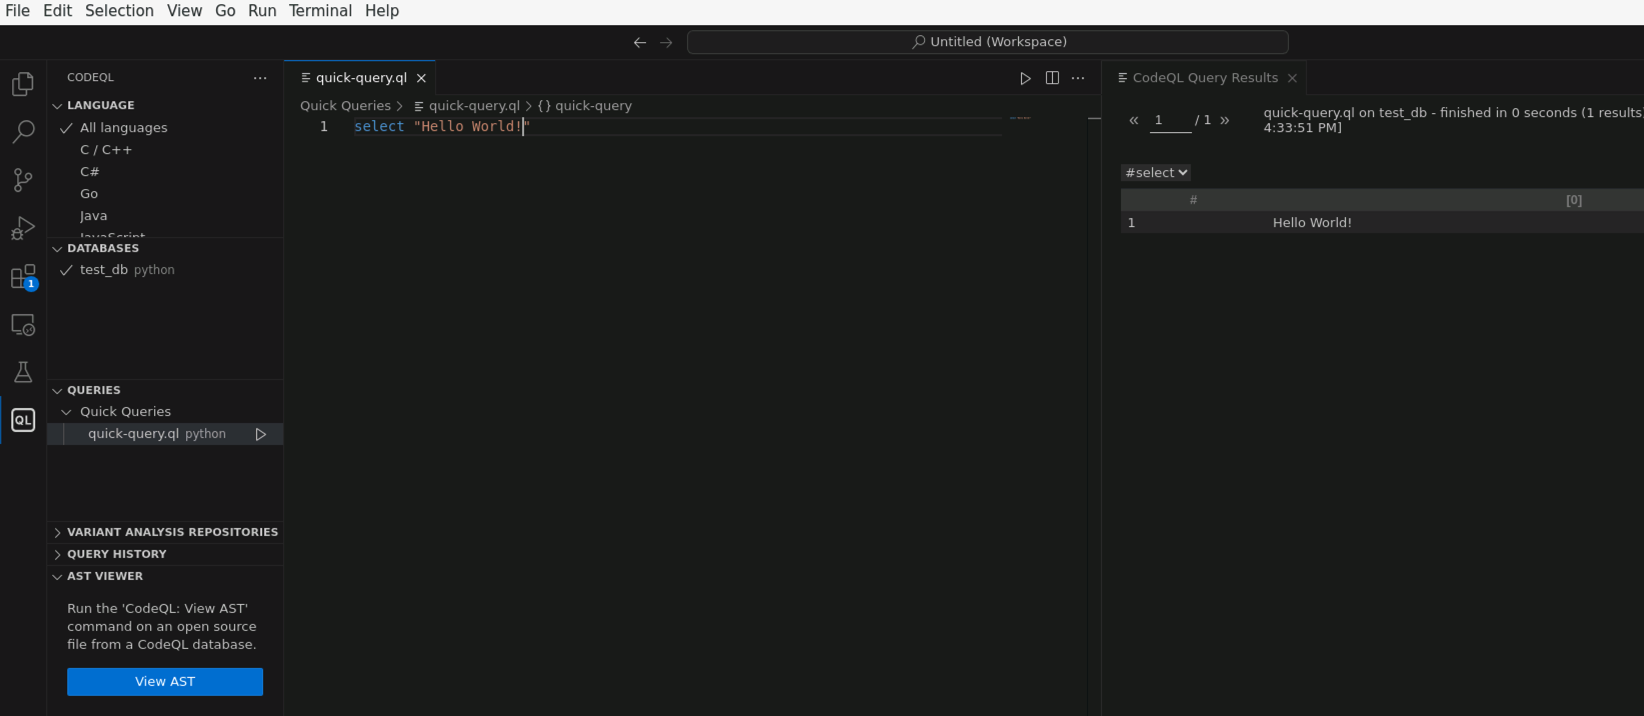 File Edit Selection View Go Run Terminal Help
Untitled (Workspace)
CODEQL
LANGUAGE
All languages
C / C++
C#
Go
Java
JavaScript
DATABASES
test_db python
QUERIES
Quick Queries
quick-query.ql python
VARIANT ANALYSIS REPOSITORIES
QUERY HISTORY
AST VIEWER
Run the 'CodeQL: View AST'
command on an open source
file from a CodeQL database.
View AST
1
QL
quick-query.ql
Quick Queries > quick-query.ql > {} quick-query
1 select "Hello World!"
CodeQL Query Results
« 1 / 1 »
quick-query.ql on test_db - finished in 0 seconds (1 results)
4:33:51 PM]
#select
# [0]
1 Hello World!